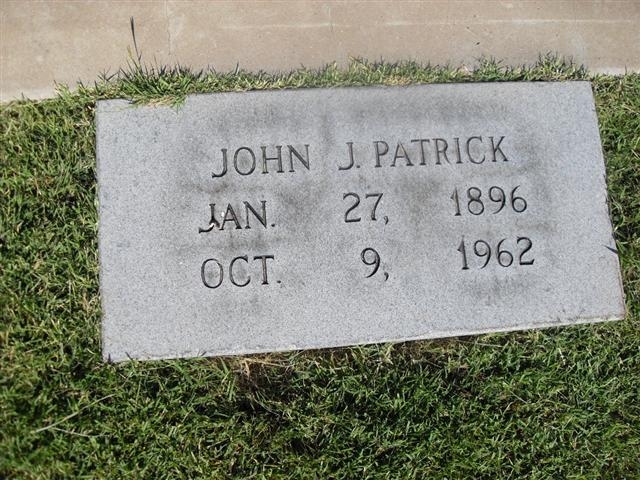 JOHN J. PATRICK
JAN. 27, 1896
OCT. 9, 1962